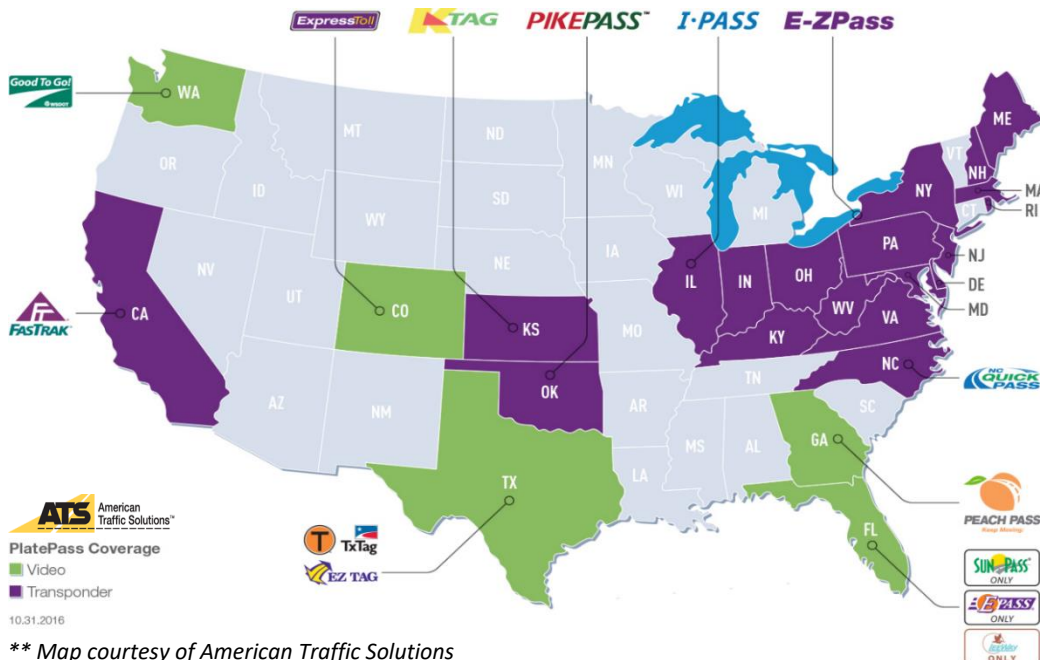 ExpressToll
KTAG
PIKEPASS™
I·PASS
E-ZPass
Good To Go!
WSDOT
WA
MT
ND
MN
ME
VT
NH
OR
ID
SD
WI
MI
NY
MA
RI
CT
WY
IA
PA
NJ
NV
NE
IL
IN
OH
DE
MD
UT
CO
WV
VA
CA
FASTRAK™
KS
MO
KY
NC
NC
QUICK
PASS
OK
TN
AZ
NM
AR
SC
MS
AL
GA
TX
LA
FL
PEACH PASS
Keep Moving.
ATS American
Traffic Solutions™
TxTag
EZ TAG
PlatePass Coverage
Video
Transponder
10.31.2016
SUNPASS
ONLY
EPASS
ONLY
ONLY
** Map courtesy of American Traffic Solutions